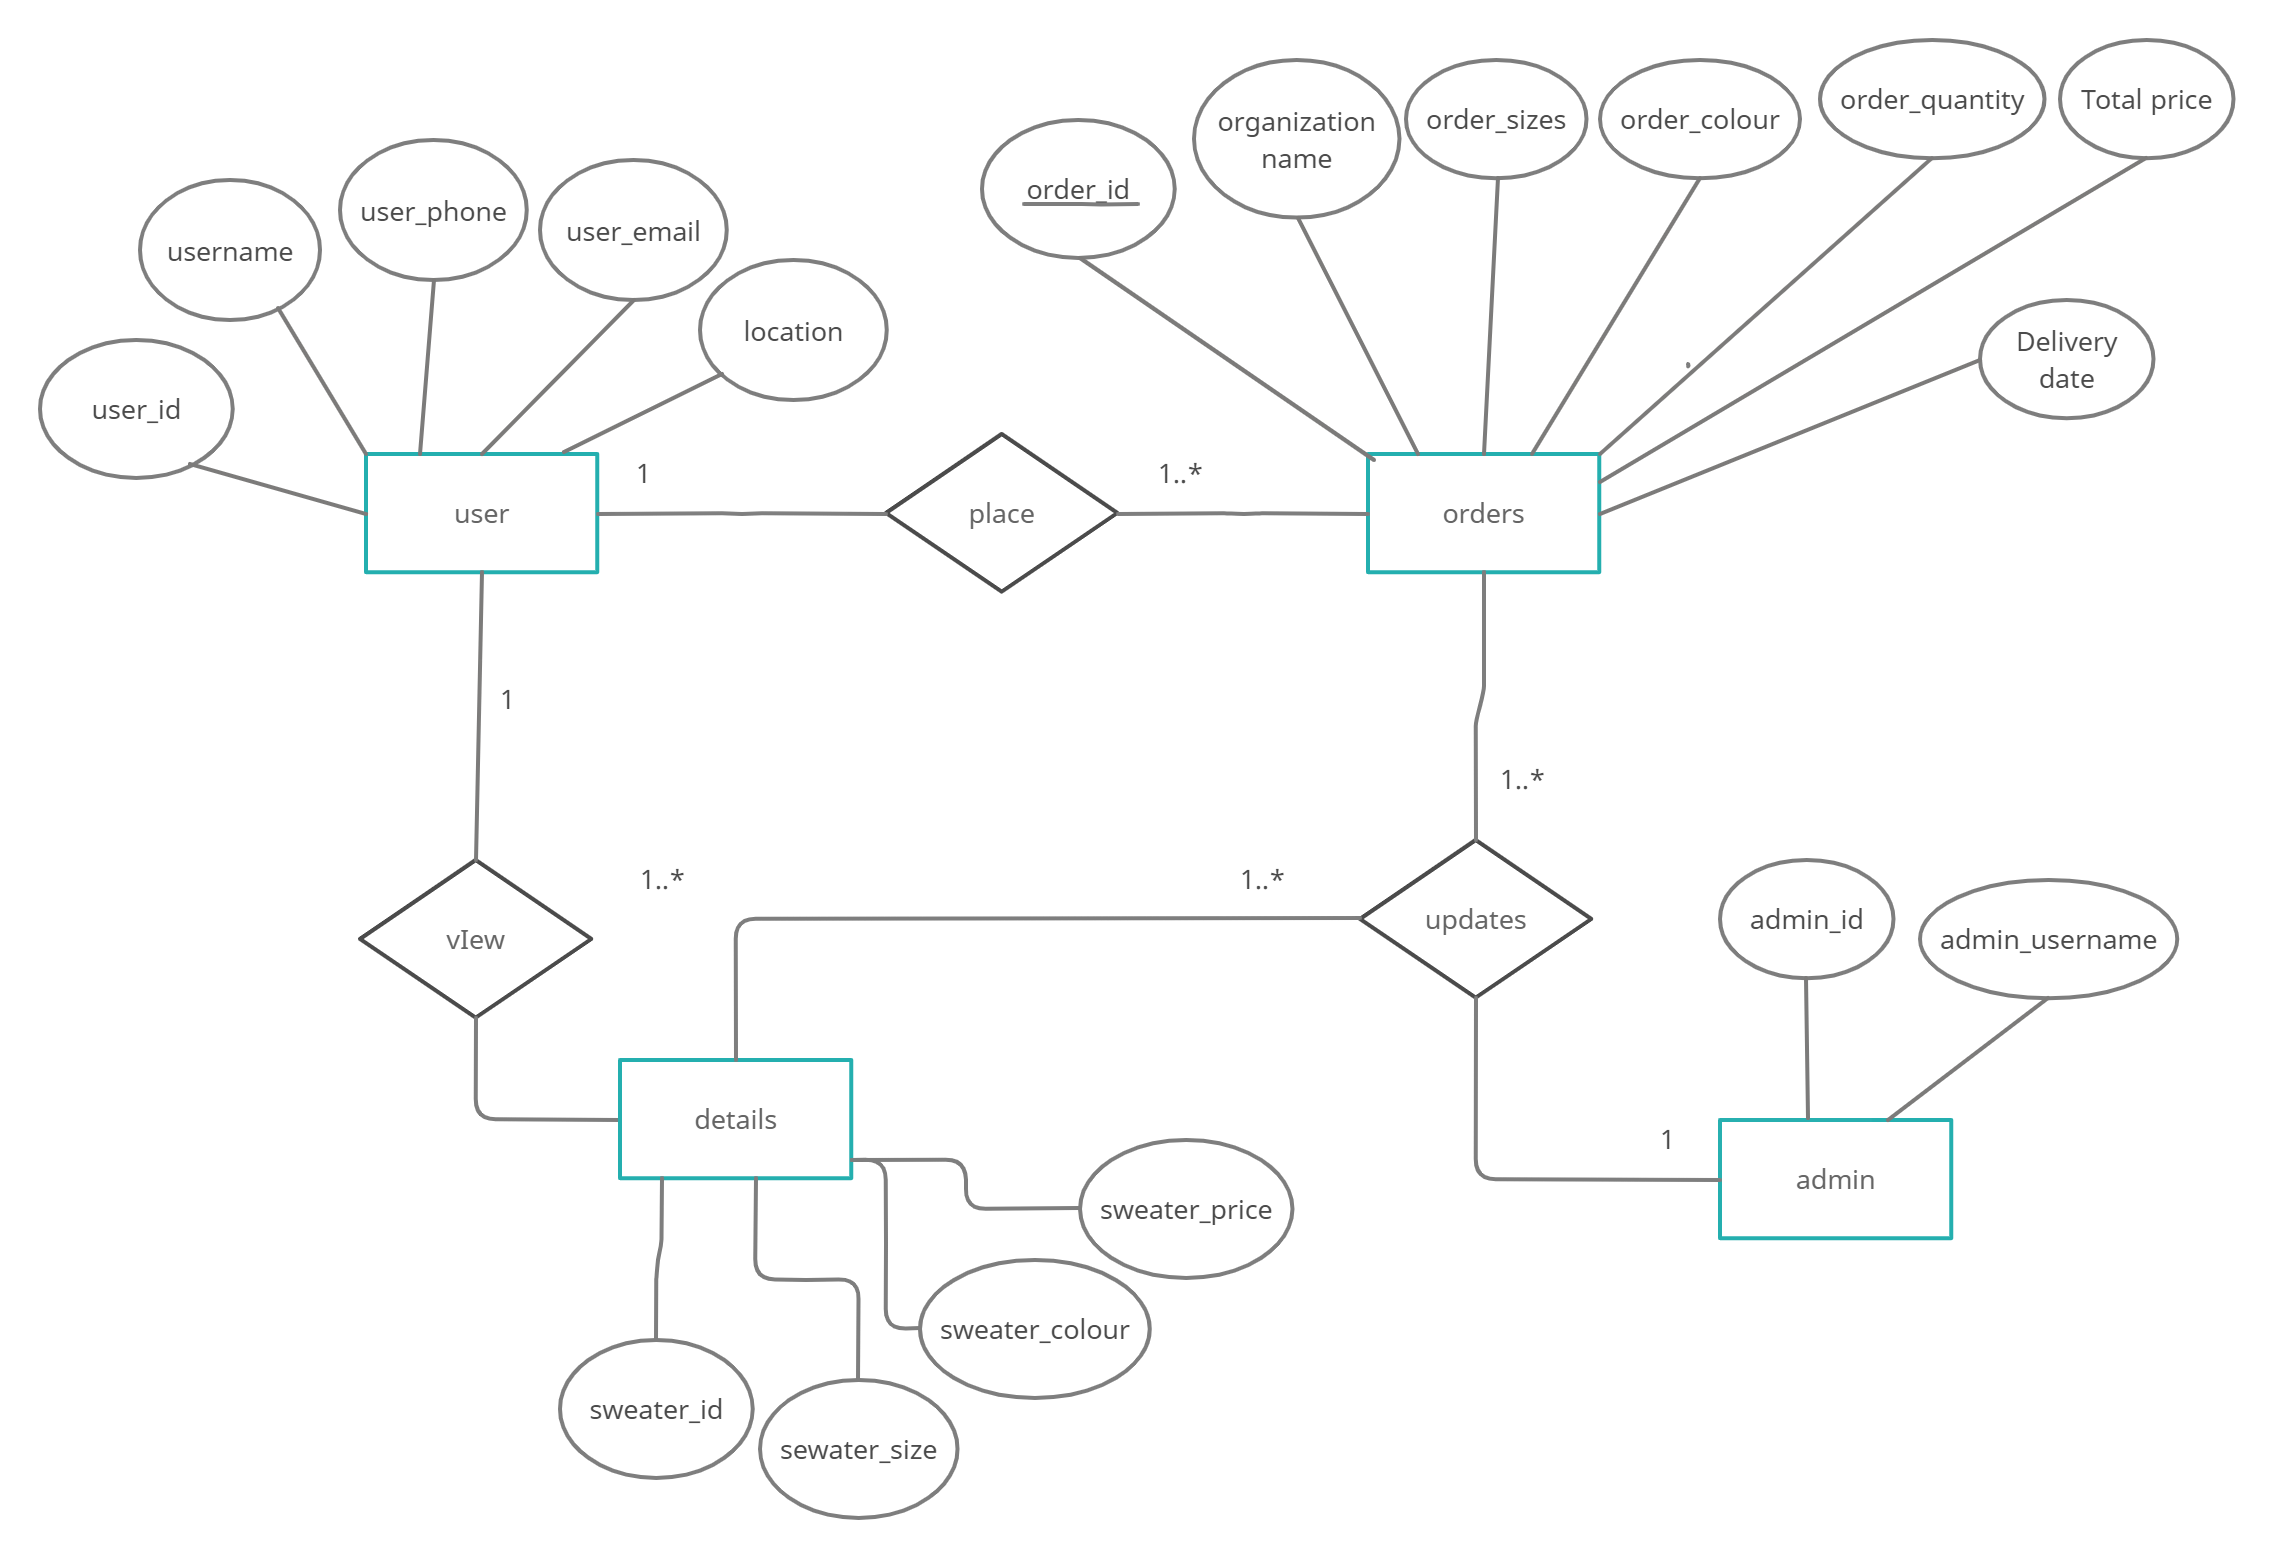 order_quantity
Total price
organization
name
order_sizes
order_colour
order_id
user_phone
user_email
username
location
Delivery
date
user_id
1
1..*
user
place
orders
1
1..*
1..*
1..*
vIew
updates
admin_id
admin_username
details
1
admin
sweater_price
sweater_colour
sweater_id
sewater_size